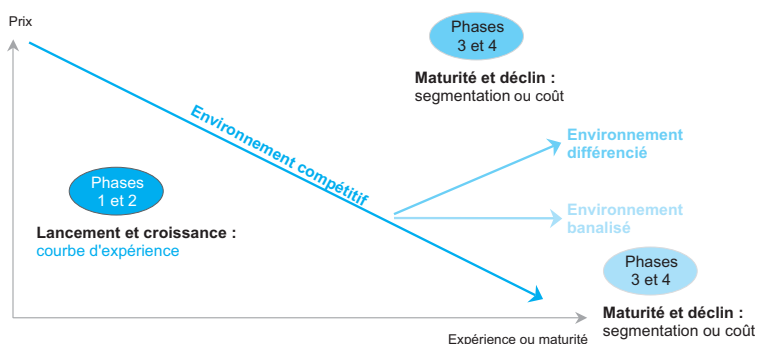 Prix
Phases
3 et 4
Maturité et déclin :
segmentation ou coût
Environnement compétitif
Environnement
différencié
Phases
1 et 2
Environnement
banalisé
Lancement et croissance :
courbe d'expérience
Phases
3 et 4
Maturité et déclin :
segmentation ou coût
Expérience ou maturité